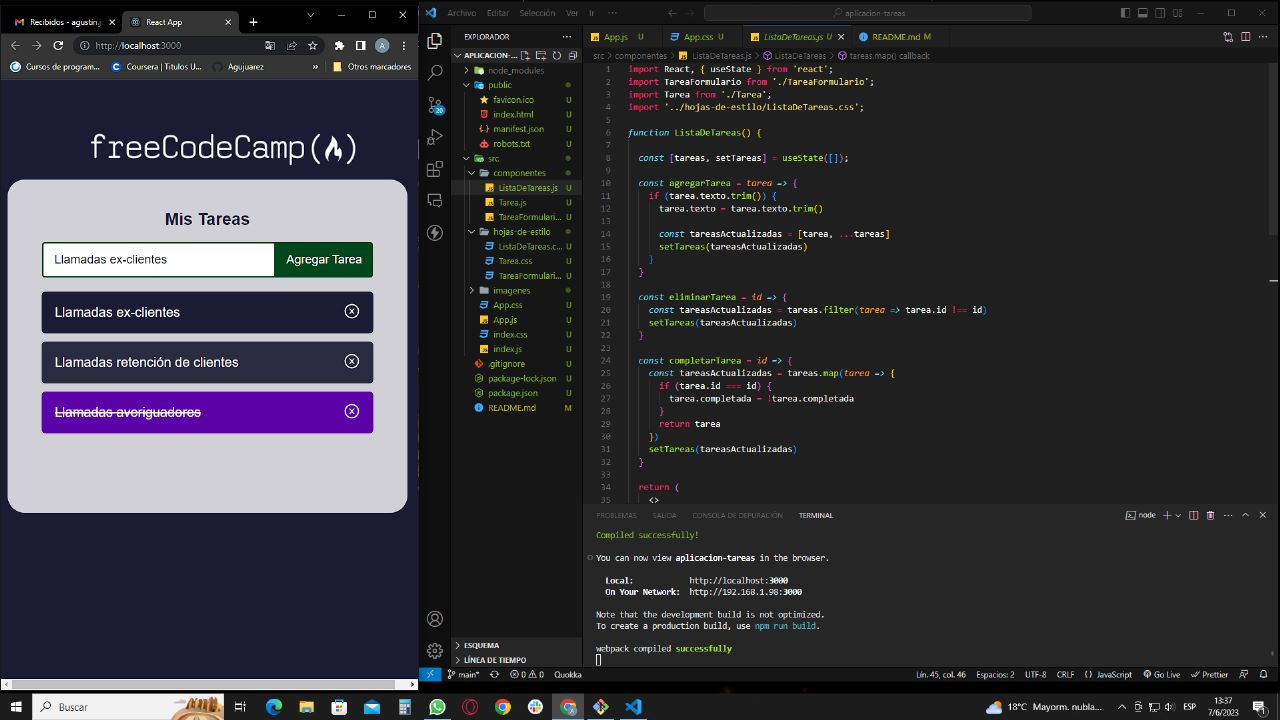 Recibidos - agustin.j
React App
http://localhost:3000
A
Cursos de program...
Coursera | Titulos U...
Agujuarez
»
Otros marcadores
freeCodeCamp(🔥)
Mis Tareas
Llamadas ex-clientes
Agregar Tarea
Llamadas ex-clientes
Llamadas retención de clientes
Llamadas averiguadores
Archivo Editar Selección Ver Ir ···
aplicacion-tareas
EXPLORADOR
APLICACION-...
node_modules
public
favicon.ico U
index.html U
manifest.json U
robots.txt U
src
componentes
ListaDeTareas.js U
Tarea.js U
TareaFormulari... U
hojas-de-estilo
ListaDeTareas.c... U
Tarea.css U
TareaFormulari... U
imagenes
App.css U
App.js U
index.css U
index.js U
.gitignore U
package-lock.json U
package.json U
README.md M
ESQUEMA
LÍNEA DE TIEMPO
20
App.js U
App.css U
ListaDeTareas.js U
README.md M
src > componentes > ListaDeTareas.js > ListaDeTareas > tareas.map() callback
1 import React, { useState } from 'react';
2 import TareaFormulario from './TareaFormulario';
3 import Tarea from './Tarea';
4 import '../hojas-de-estilo/ListaDeTareas.css';
5
6 function ListaDeTareas() {
7
8 const [tareas, setTareas] = useState([]);
9
10 const agregarTarea = tarea => {
11 if (tarea.texto.trim()) {
12 tarea.texto = tarea.texto.trim()
13
14 const tareasActualizadas = [tarea, ...tareas]
15 setTareas(tareasActualizadas)
16 }
17 }
18
19 const eliminarTarea = id => {
20 const tareasActualizadas = tareas.filter(tarea => tarea.id !== id)
21 setTareas(tareasActualizadas)
22 }
23
24 const completarTarea = id => {
25 const tareasActualizadas = tareas.map(tarea => {
26 if (tarea.id === id) {
27 tarea.completada = !tarea.completada
28 }
29 return tarea
30 })
31 setTareas(tareasActualizadas)
32 }
33
34 return (
35 <>
PROBLEMAS SALIDA CONSOLA DE DEPURACIÓN TERMINAL
node
Compiled successfully!
You can now view aplicacion-tareas in the browser.
Local: http://localhost:3000
On Your Network: http://192.168.1.98:3000
Note that the development build is not optimized.
To create a production build, use npm run build.
webpack compiled successfully
main* 0 0 Quokka
Lín. 45, col. 46 Espacios: 2 UTF-8 CRLF { } JavaScript Go Live Prettier
Buscar
18°C Mayorm. nubla... ESP 13:37
7/6/2023
1